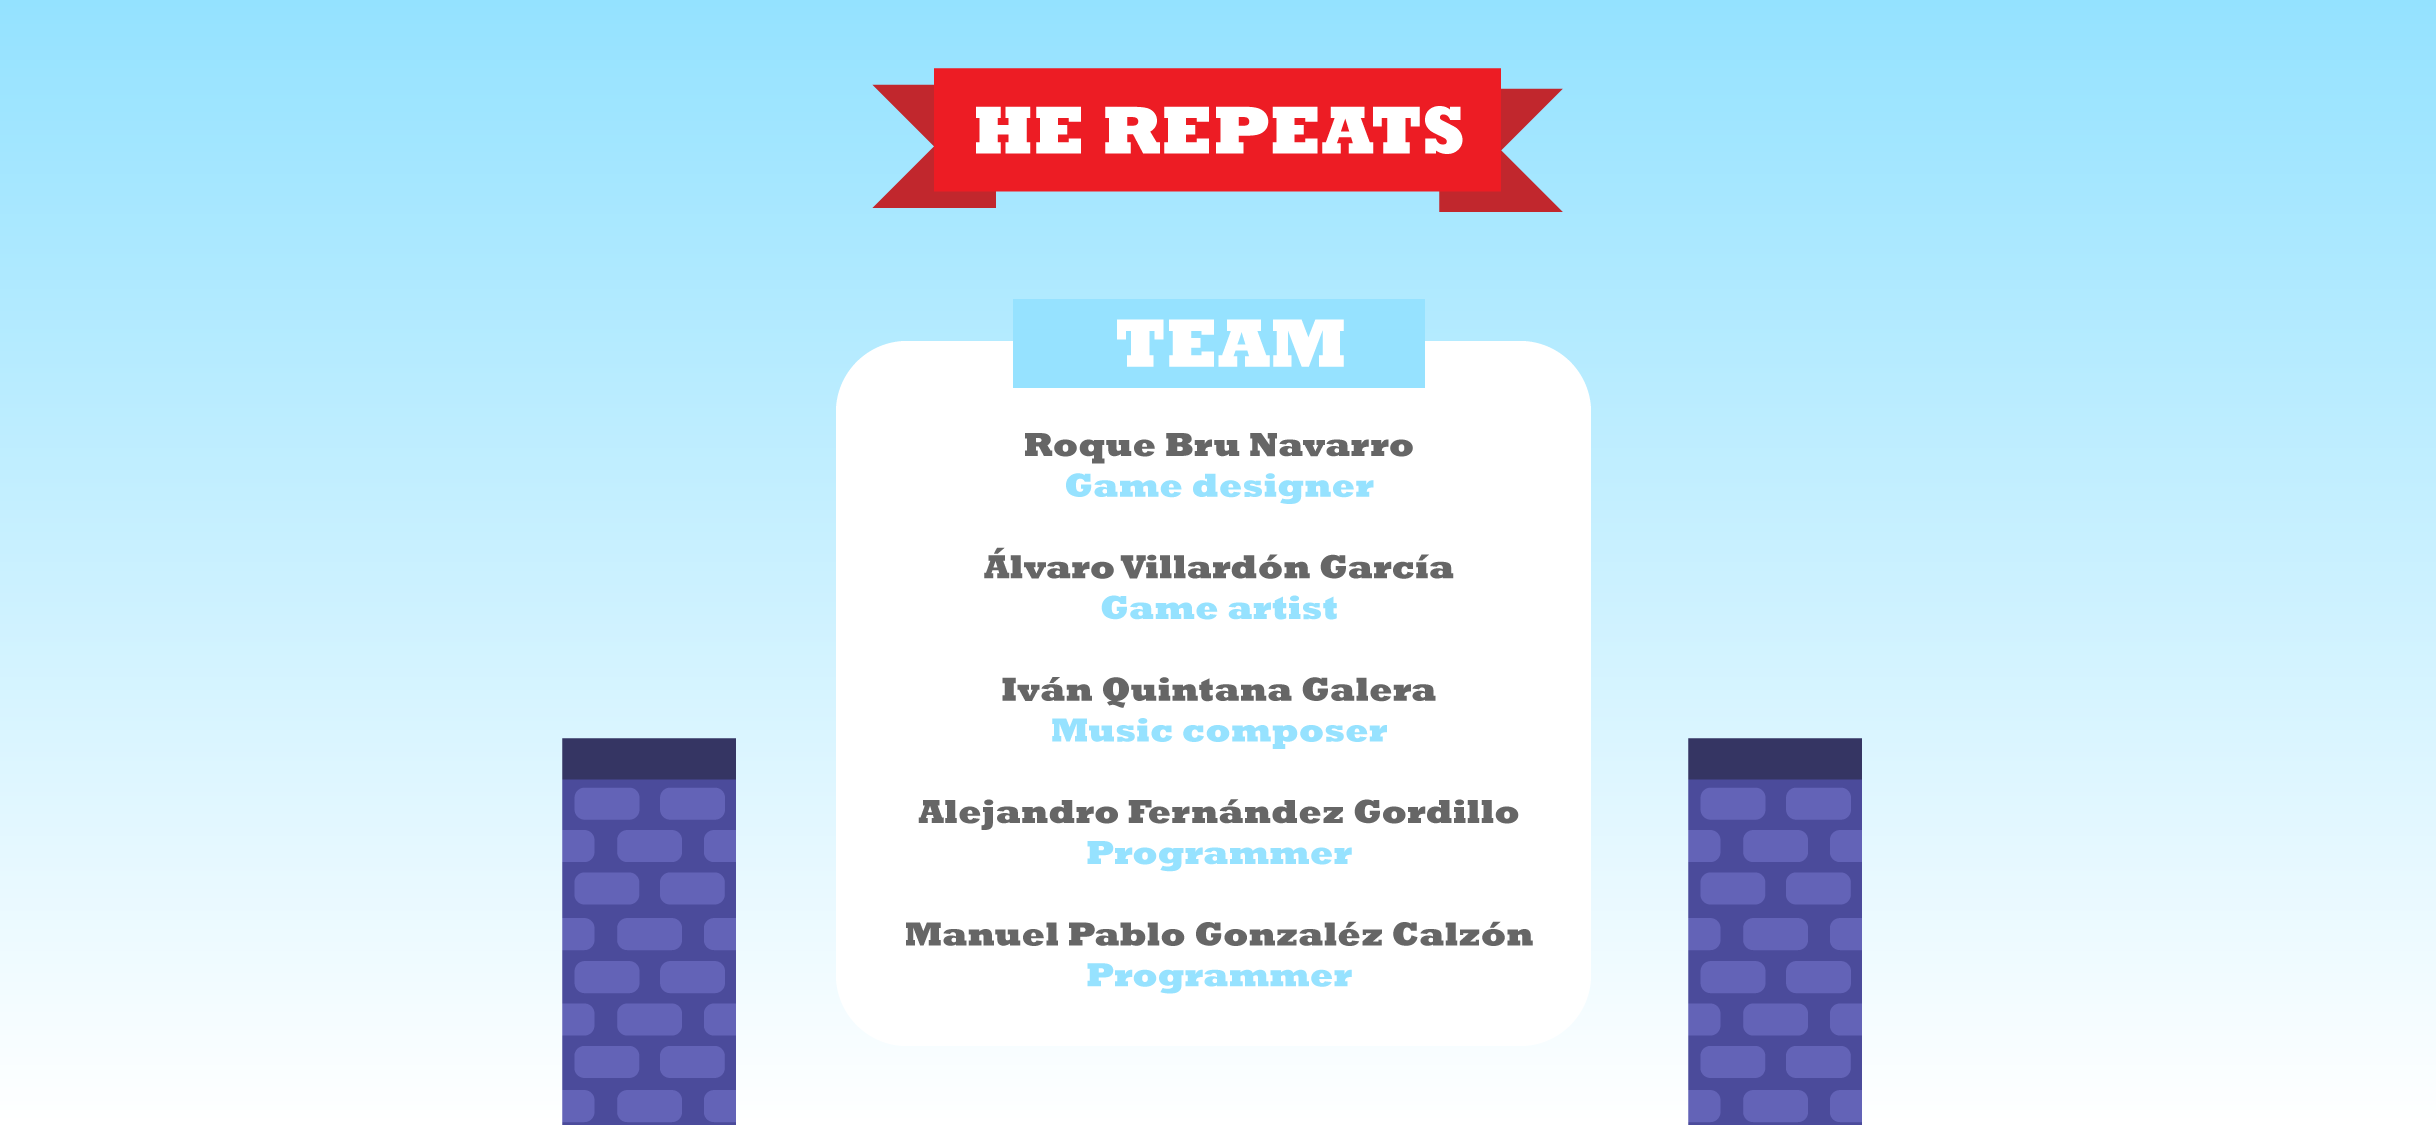 HE REPEATS
TEAM
Roque Bru Navarro
Game designer
Álvaro Villardón García
Game artist
Iván Quintana Galera
Music composer
Alejandro Fernández Gordillo
Programmer
Manuel Pablo Gonzaléz Calzón
Programmer